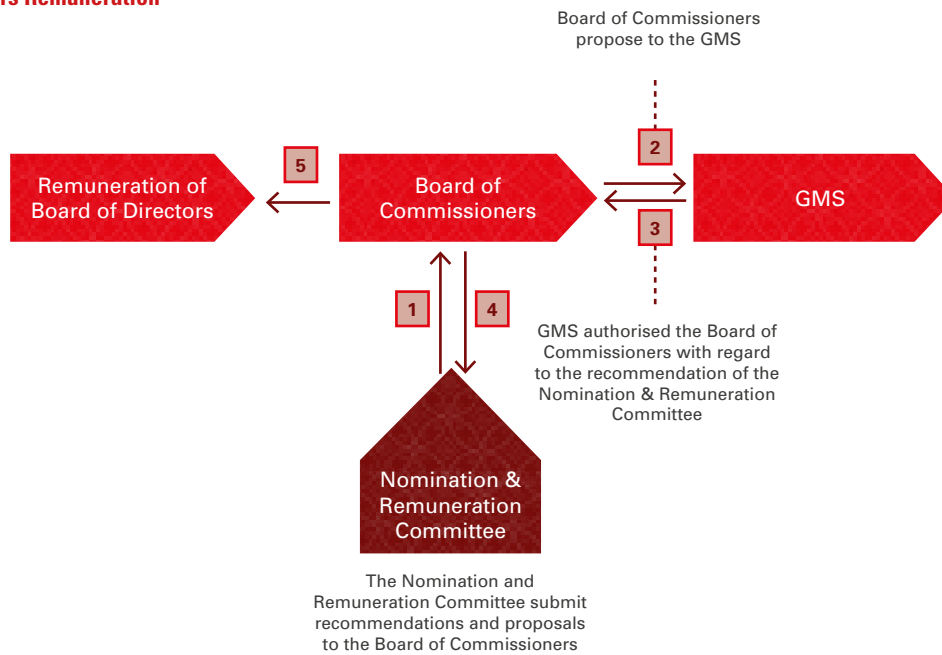 rs Remuneration
Board of Commissioners
propose to the GMS
2
5
Remuneration of
Board of Directors
Board of
Commissioners
GMS
3
1
4
GMS authorised the Board of
Commissioners with regard
to the recommendation of the
Nomination & Remuneration
Committee
Nomination &
Remuneration
Committee
The Nomination and
Remuneration Committee submit
recommendations and proposals
to the Board of Commissioners